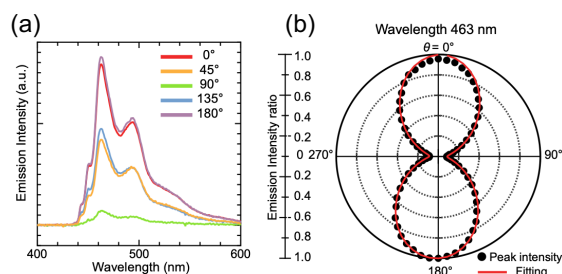 (a)
Emission Intensity (a.u.)
0°
45°
90°
135°
180°
400
500
600
Wavelength (nm)
(b)
Wavelength 463 nm
θ = 0°
Emission Intensity ratio
1.0
0.8
0.6
0.4
0.2
0
0.2
0.4
0.6
0.8
1.0
270°
90°
180°
Peak intensity
Fitting